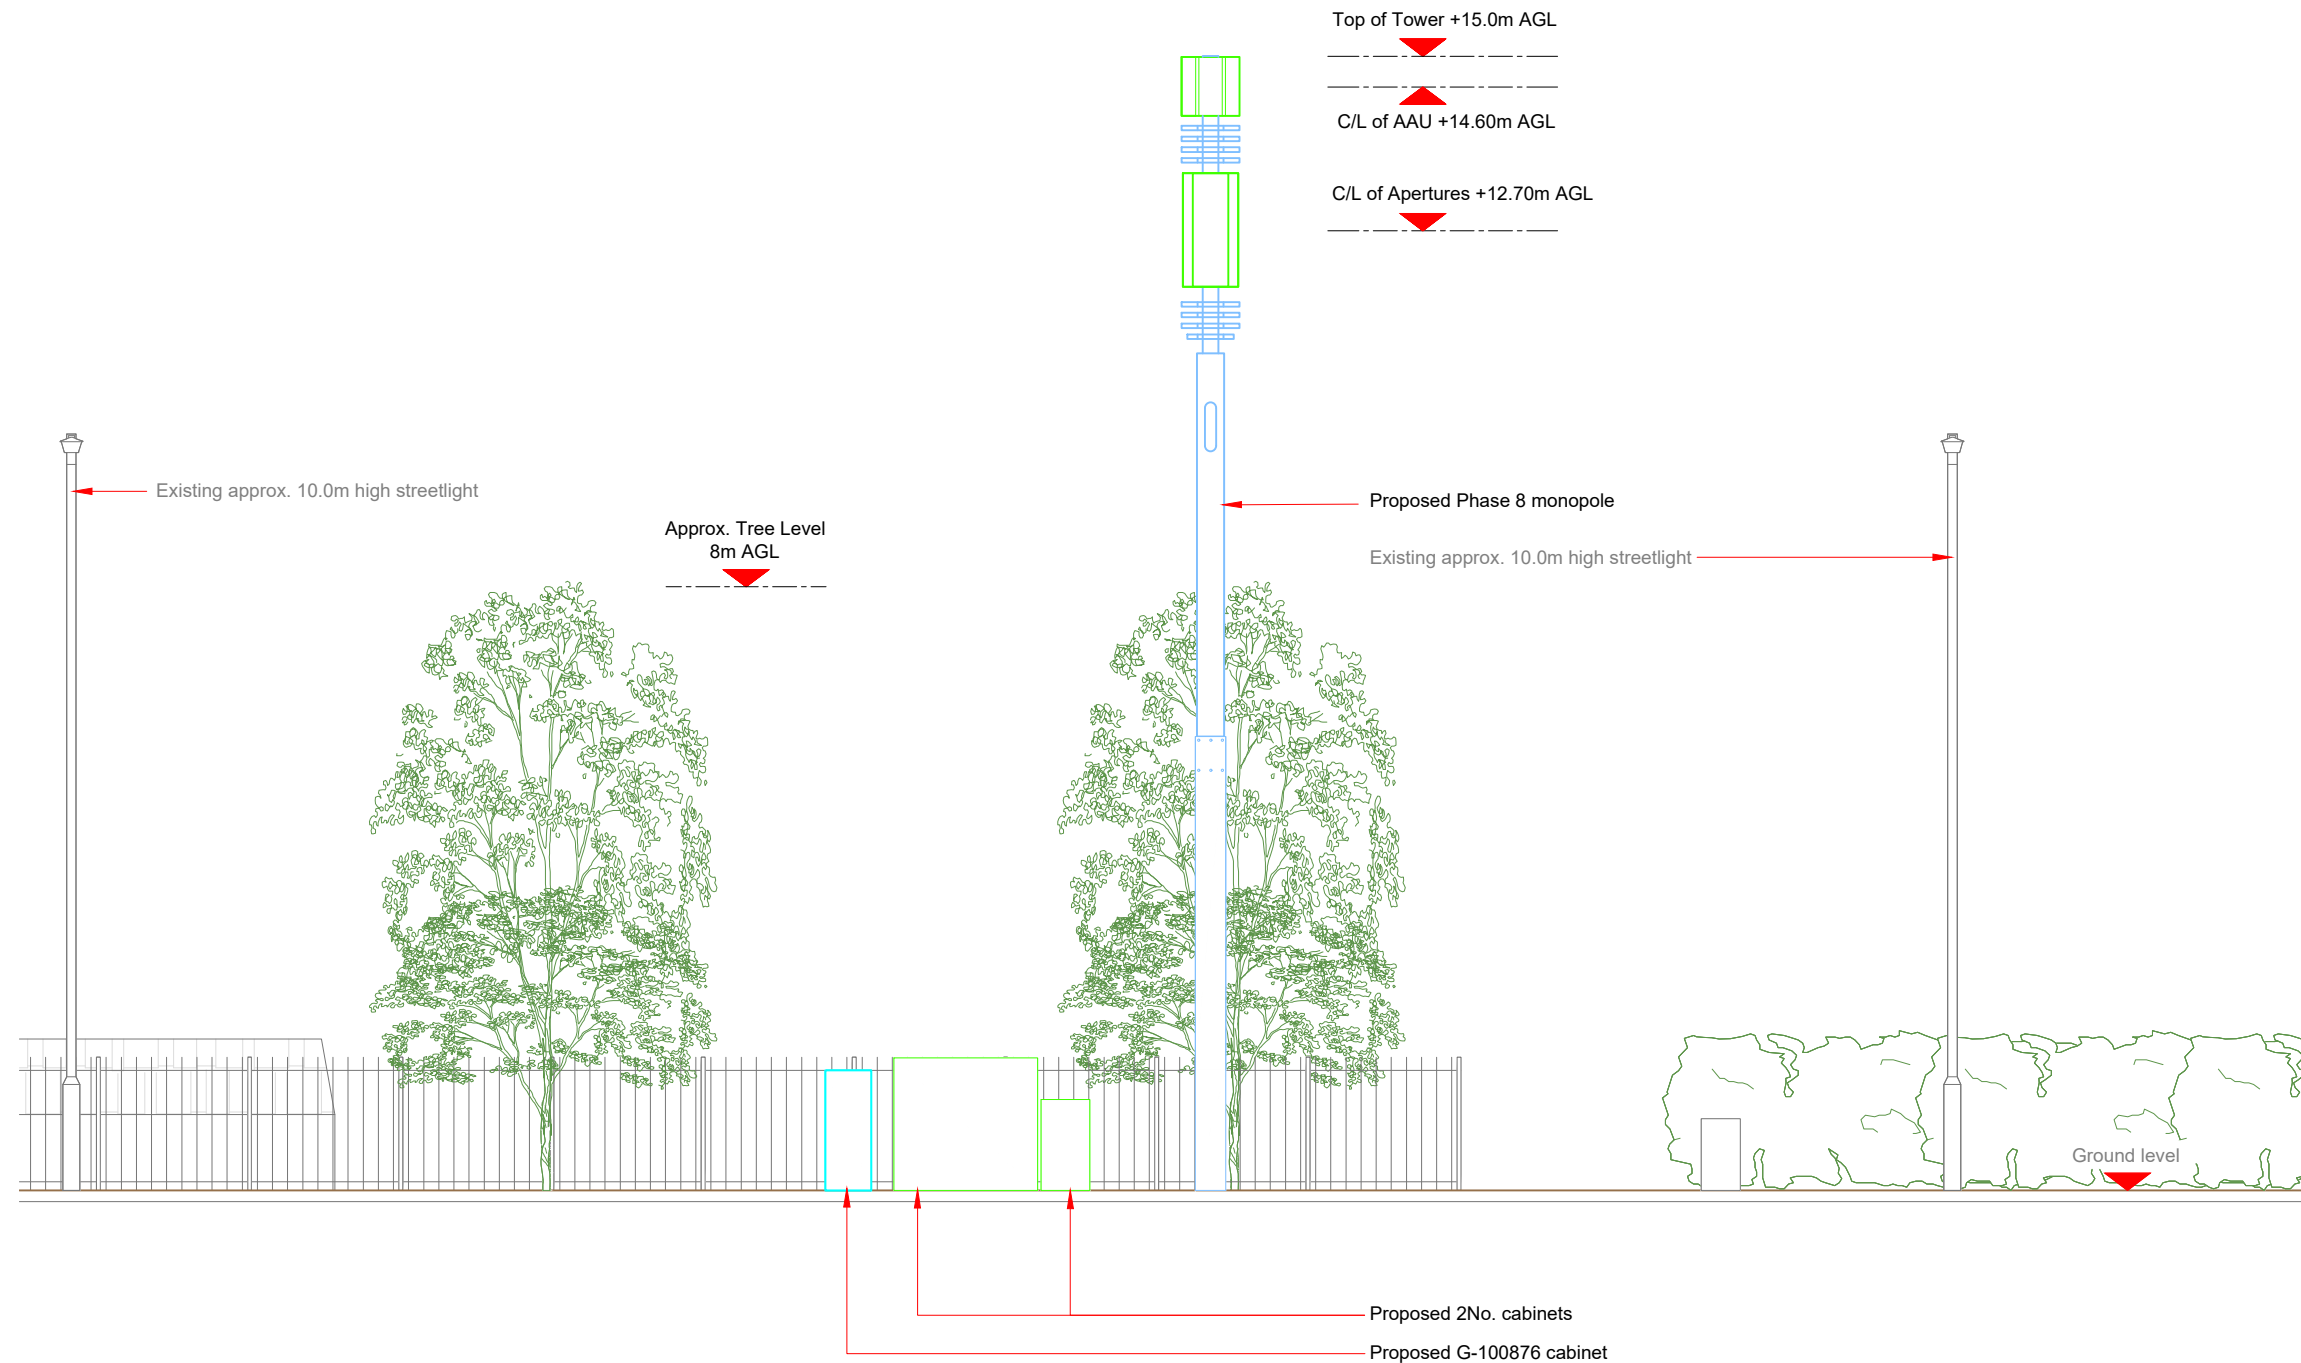 Top of Tower +15.0m AGL
C/L of AAU +14.60m AGL
C/L of Apertures +12.70m AGL
Existing approx. 10.0m high streetlight
Proposed Phase 8 monopole
Approx. Tree Level
8m AGL
Existing approx. 10.0m high streetlight
Ground level
Proposed 2No. cabinets
Proposed G-100876 cabinet